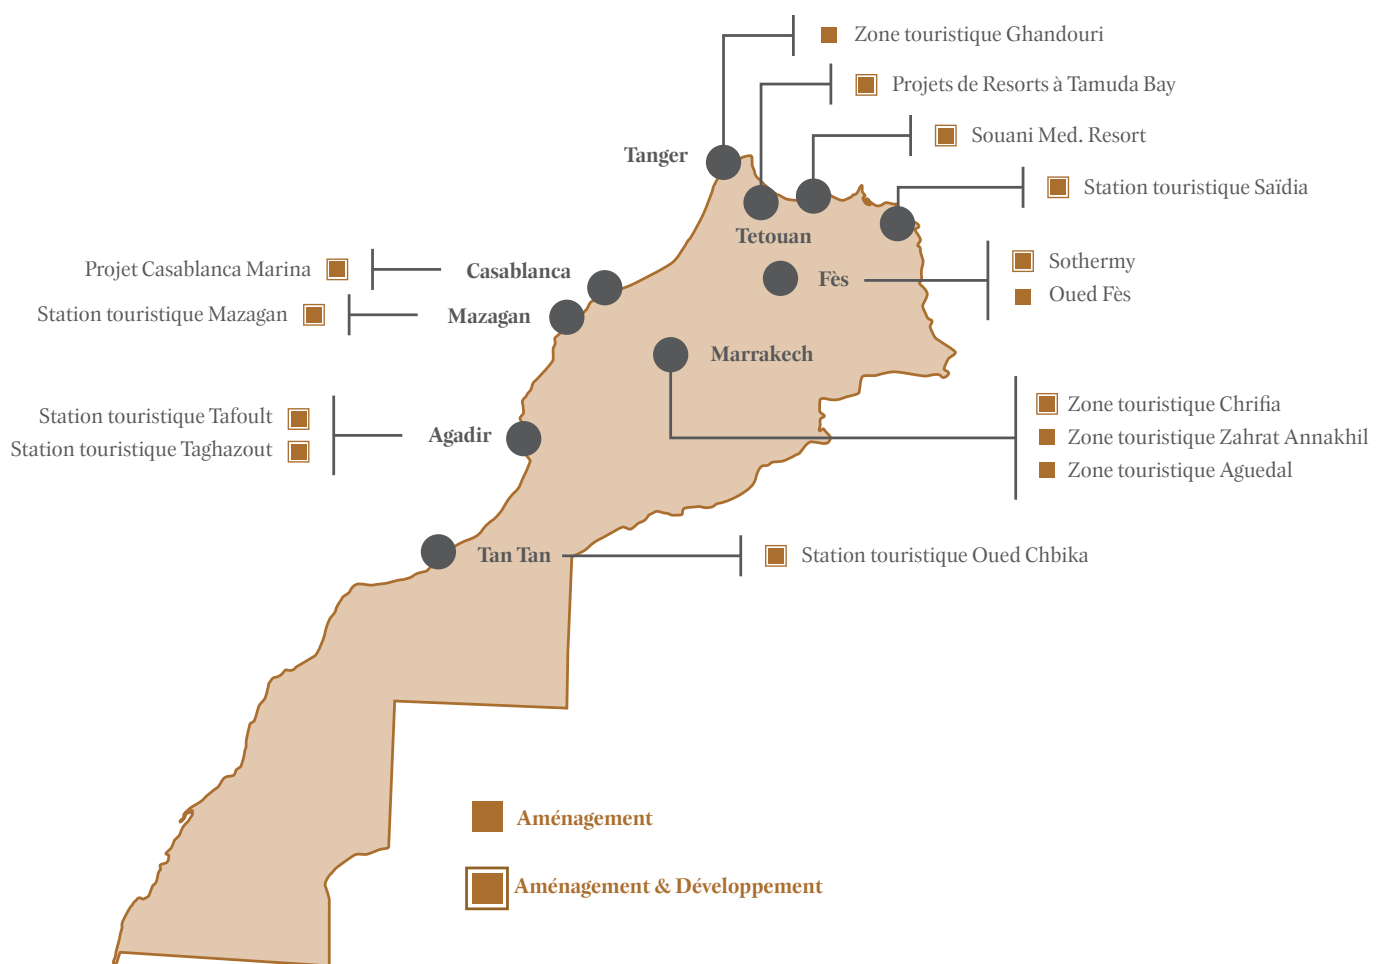 Zone touristique Ghandouri
Projets de Resorts à Tamuda Bay
Souani Med. Resort
Tanger
Station touristique Saïdia
Tetouan
Projet Casablanca Marina
Casablanca
Fès
Sothermy
Oued Fès
Station touristique Mazagan
Mazagan
Marrakech
Zone touristique Chrifia
Zone touristique Zahrat Annakhil
Zone touristique Aguedal
Station touristique Tafoult
Station touristique Taghazout
Agadir
Tan Tan
Station touristique Oued Chbika
Aménagement
Aménagement & Développement